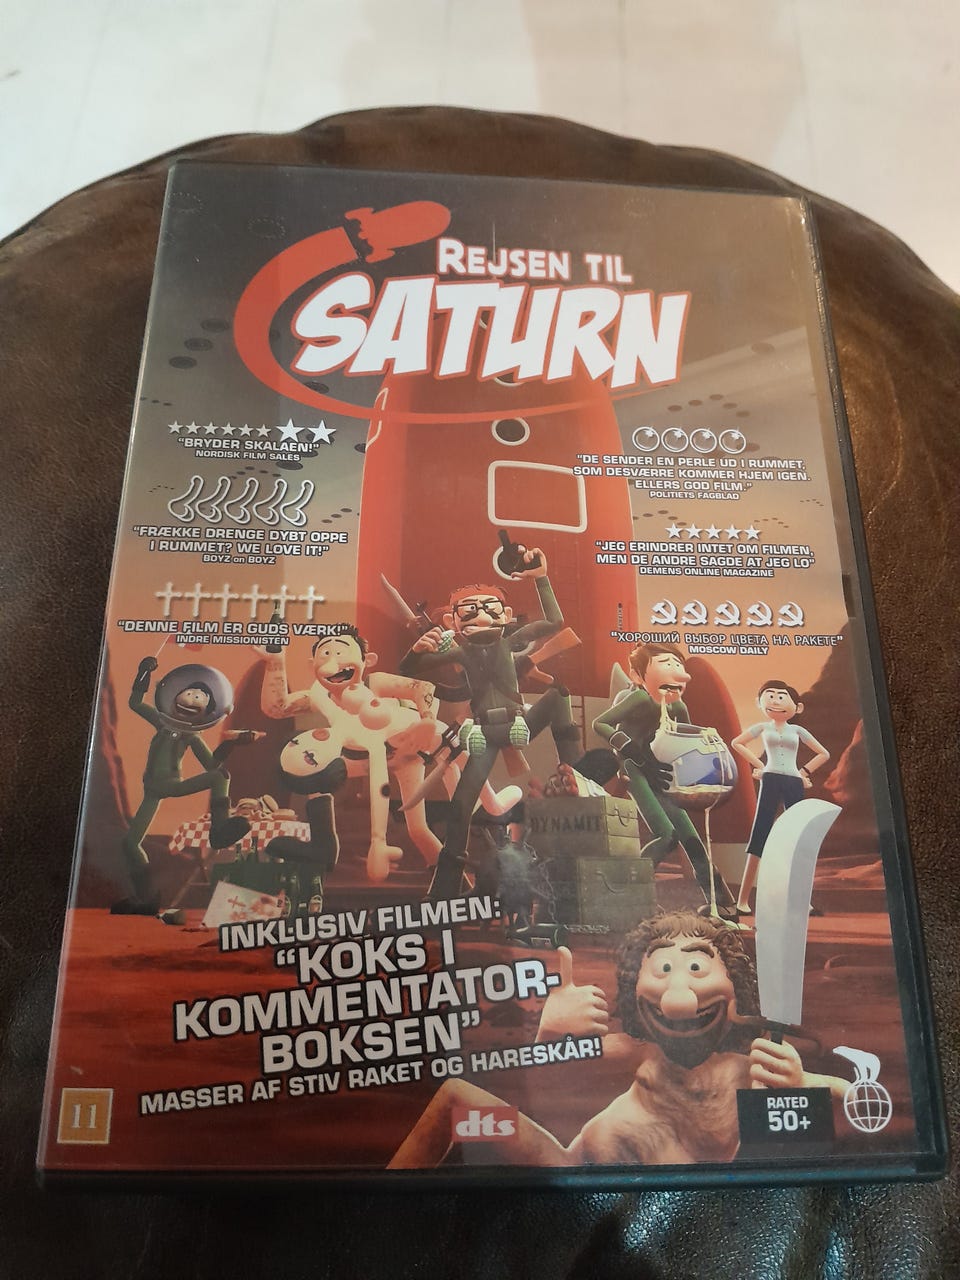 REJSEN TIL
SATURN
"BRYDER SKALAEN!"
NORDISK FILM SALES
"FRÆKKE DRENGE DYBT OPPE
I RUMMET? WE LOVE IT!"
BOYZ on BOYZ
"DENNE FILM ER GUDS VÆRK!"
INDRE MISSIONISTEN
"DE SENDER EN PERLE UD I RUMMET,
SOM DESVÆRRE KOMMER HJEM IGEN.
ELLERS GOD FILM."
POLITIETS FAGBLAD
"JEG ERINDRER INTET OM FILMEN,
MEN DE ANDRE SAGDE AT JEG LO"
DEMENS ONLINE MAGAZINE
"ХОРОШИЙ ВЫБОР ЦВЕТА НА РАКЕТЕ"
MOSCOW DAILY
DYNAMIT
INKLUSIV FILMEN:
"KOKS I
KOMMENTATOR-
BOKSEN"
MASSER AF STIV RAKET OG HARESKÅR!
11
dts
RATED
50+